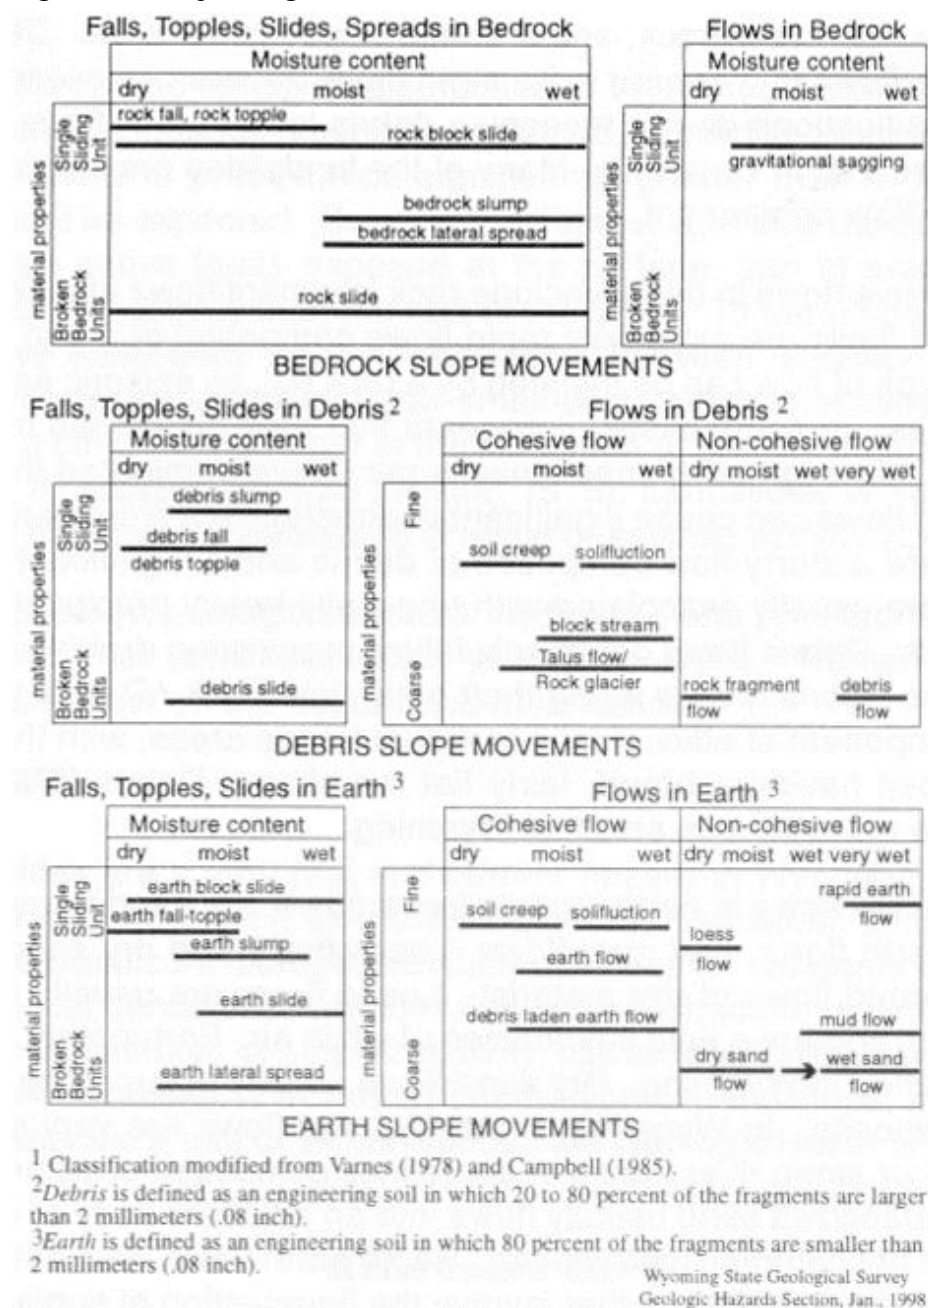 Falls, Topples, Slides, Spreads in Bedrock
Moisture content
dry moist wet
material properties
Single Sliding Unit
Broken Bedrock Units
rock fall, rock topple
rock block slide
bedrock slump
bedrock lateral spread
rock slide
Flows in Bedrock
Moisture content
dry moist wet
material properties
Single Sliding Unit
Broken Bedrock Units
gravitational sagging
BEDROCK SLOPE MOVEMENTS
Falls, Topples, Slides in Debris 2
Moisture content
dry moist wet
material properties
Single Sliding Unit
Broken Bedrock Units
debris slump
debris fall
debris topple
debris slide
Flows in Debris 2
Cohesive flow Non-cohesive flow
dry moist wet dry moist wet very wet
material properties
Fine
Coarse
soil creep solifluction
block stream
Talus flow/
Rock glacier
rock fragment
flow
debris
flow
DEBRIS SLOPE MOVEMENTS
Falls, Topples, Slides in Earth 3
Moisture content
dry moist wet
material properties
Single Sliding Unit
Broken Bedrock Units
earth block slide
earth fall-topple
earth slump
earth slide
earth lateral spread
Flows in Earth 3
Cohesive flow Non-cohesive flow
dry moist wet dry moist wet very wet
material properties
Fine
Coarse
soil creep solifluction
earth flow
debris laden earth flow
rapid earth
flow
loess
flow
mud flow
dry sand
flow
wet sand
flow
EARTH SLOPE MOVEMENTS
1 Classification modified from Varnes (1978) and Campbell (1985).
2Debris is defined as an engineering soil in which 20 to 80 percent of the fragments are larger
than 2 millimeters (.08 inch).
3Earth is defined as an engineering soil in which 80 percent of the fragments are smaller than
2 millimeters (.08 inch).
Wyoming State Geological Survey
Geologic Hazards Section, Jan., 1998